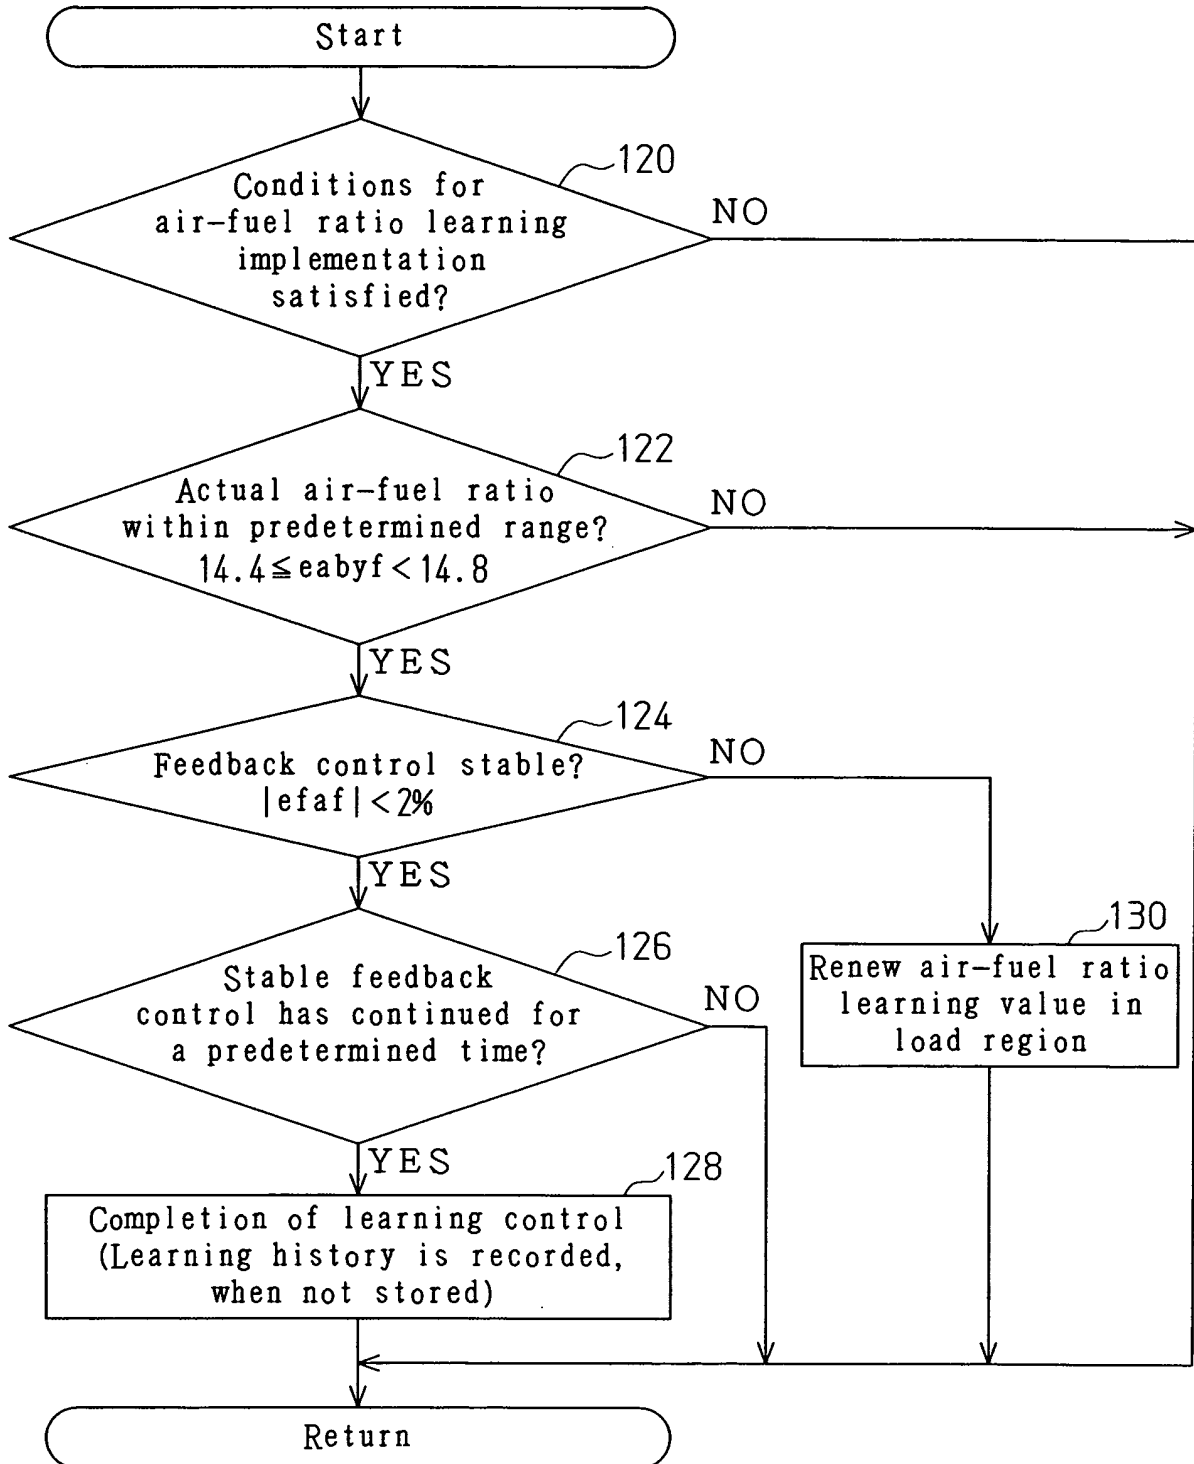 Start
120
Conditions for
air-fuel ratio learning
implementation
satisfied?
NO
YES
122
Actual air-fuel ratio
within predetermined range?
14.4≦eabyf<14.8
NO
YES
124
Feedback control stable?
|efaf|<2%
NO
YES
126
Stable feedback
control has continued for
a predetermined time?
NO
130
Renew air-fuel ratio
learning value in
load region
YES
128
Completion of learning control
(Learning history is recorded,
when not stored)
Return